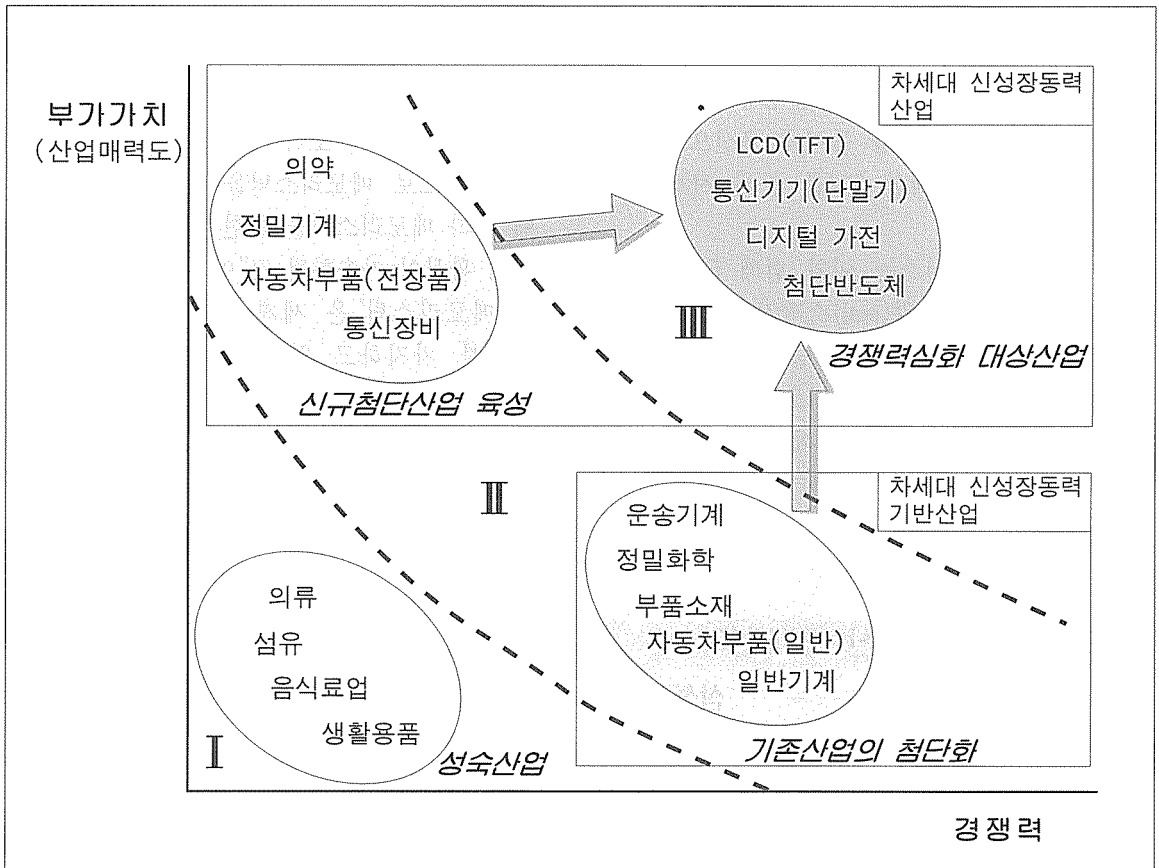 부가가치
(산업매력도)
차세대 신성장동력
산업
의약
정밀기계
자동차부품(전장품)
통신장비
신규첨단산업 육성
LCD(TFT)
통신기기(단말기)
디지털 가전
첨단반도체
Ⅲ
경쟁력심화 대상산업
Ⅱ
차세대 신성장동력
기반산업
운송기계
정밀화학
부품소재
자동차부품(일반)
일반기계
기존산업의 첨단화
의류
섬유
음식료업
생활용품
Ⅰ
성숙산업
경쟁력